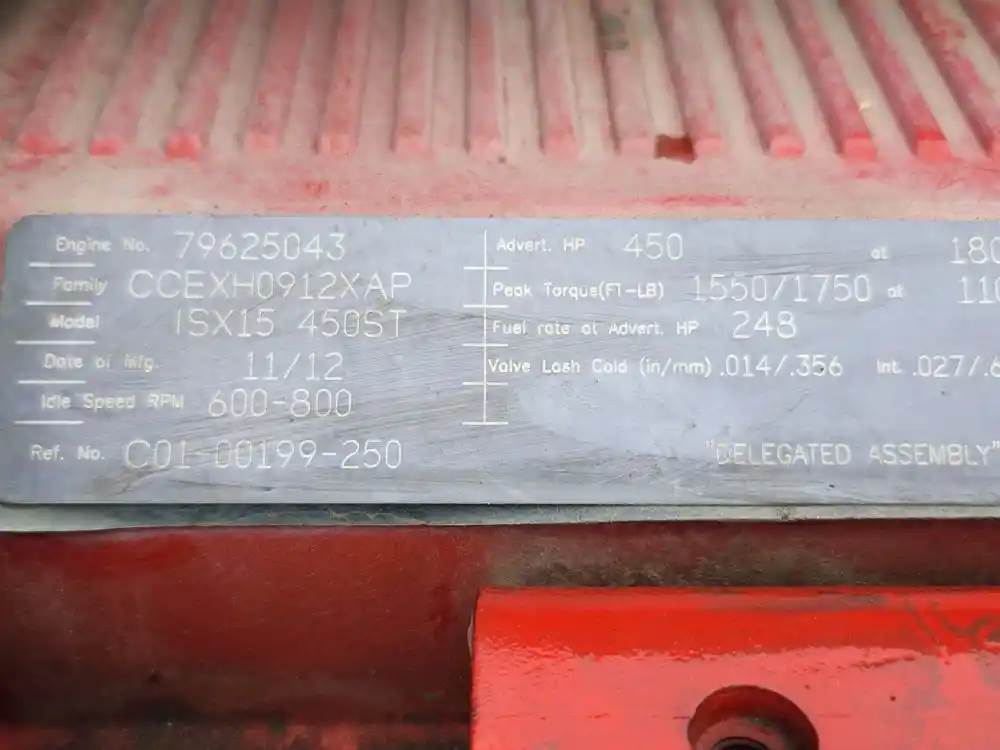 Engine No. 79625043
Family CCEXH0912XAP
Model ISX15 450ST
Date of Mfg. 11/12
Idle Speed RPM 600-800
Ref. No. C01 00199-250
Advert. HP 450 at 180
Peak Torque(FT-LB) 1550/1750 at 110
Fuel rate at Advert. HP 248
Valve Lash Cold (in/mm) .014/.356 Int. .027/.6
"DELEGATED ASSEMBLY"